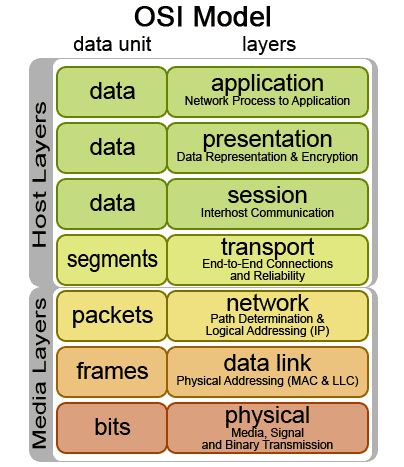 OSI Model
data unit layers
Host Layers
data application
Network Process to Application
data presentation
Data Representation & Encryption
data session
Interhost Communication
segments transport
End-to-End Connections
and Reliability
Media Layers
packets network
Path Determination &
Logical Addressing (IP)
frames data link
Physical Addressing (MAC & LLC)
bits physical
Media, Signal
and Binary Transmission